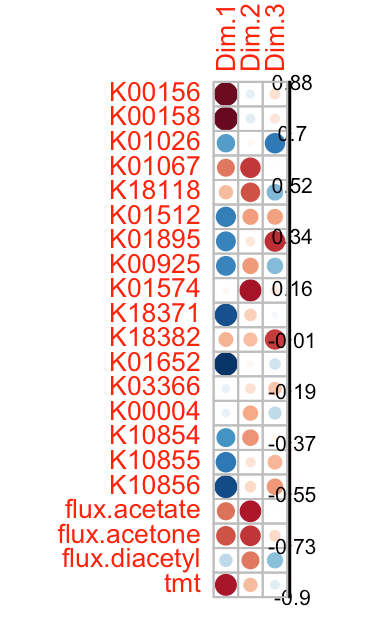 Dim.1 Dim.2 Dim.3
K00156
K00158
K01026
K01067
K18118
K01512
K01895
K00925
K01574
K18371
K18382
K01652
K03366
K00004
K10854
K10855
K10856
flux.acetate
flux.acetone
flux.diacetyl
tmt
0.88
0.7
0.52
0.34
0.16
-0.01
-0.19
-0.37
-0.55
-0.73
-0.9